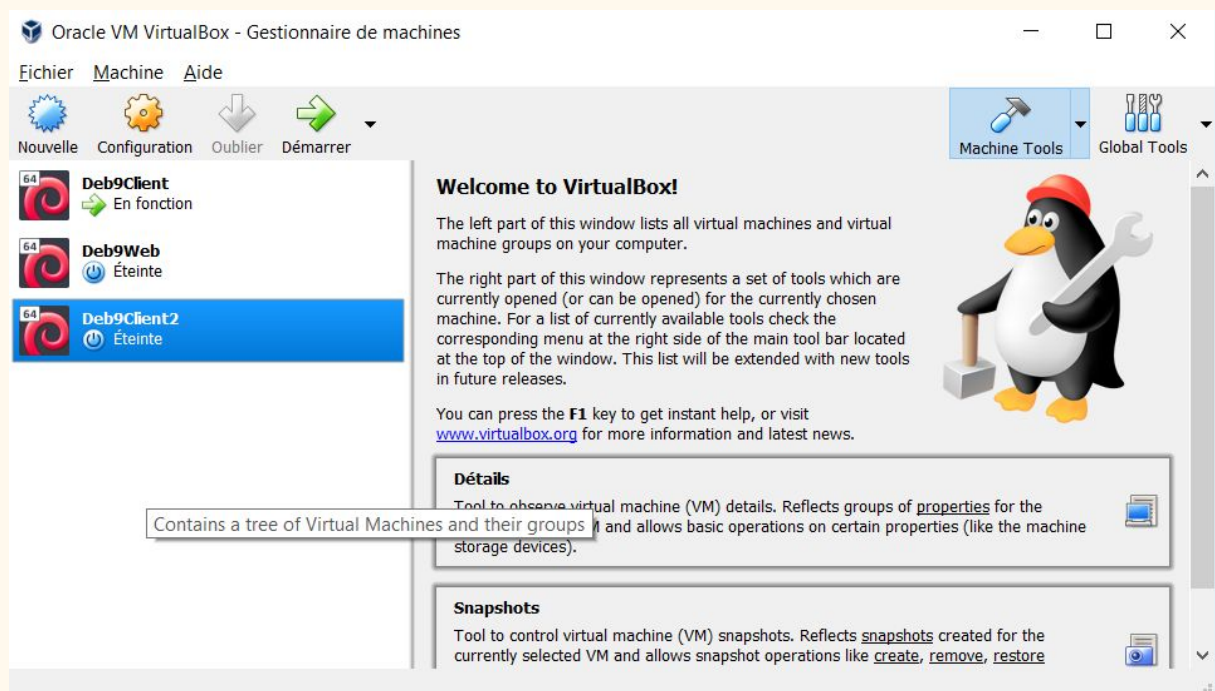 Oracle VM VirtualBox - Gestionnaire de machines
Fichier Machine Aide
Nouvelle Configuration Oublier Démarrer Machine Tools Global Tools
64 Deb9Client
En fonction
64 Deb9Web
Éteinte
64 Deb9Client2
Éteinte
Welcome to VirtualBox!
The left part of this window lists all virtual machines and virtual
machine groups on your computer.
The right part of this window represents a set of tools which are
currently opened (or can be opened) for the currently chosen
machine. For a list of currently available tools check the
corresponding menu at the right side of the main tool bar located
at the top of the window. This list will be extended with new tools
in future releases.
You can press the F1 key to get instant help, or visit
www.virtualbox.org for more information and latest news.
Détails
Tool to observe virtual machine (VM) details. Reflects groups of properties for the
Contains a tree of Virtual Machines and their groups
and allows basic operations on certain properties (like the machine
storage devices).
Snapshots
Tool to control virtual machine (VM) snapshots. Reflects snapshots created for the
currently selected VM and allows snapshot operations like create, remove, restore